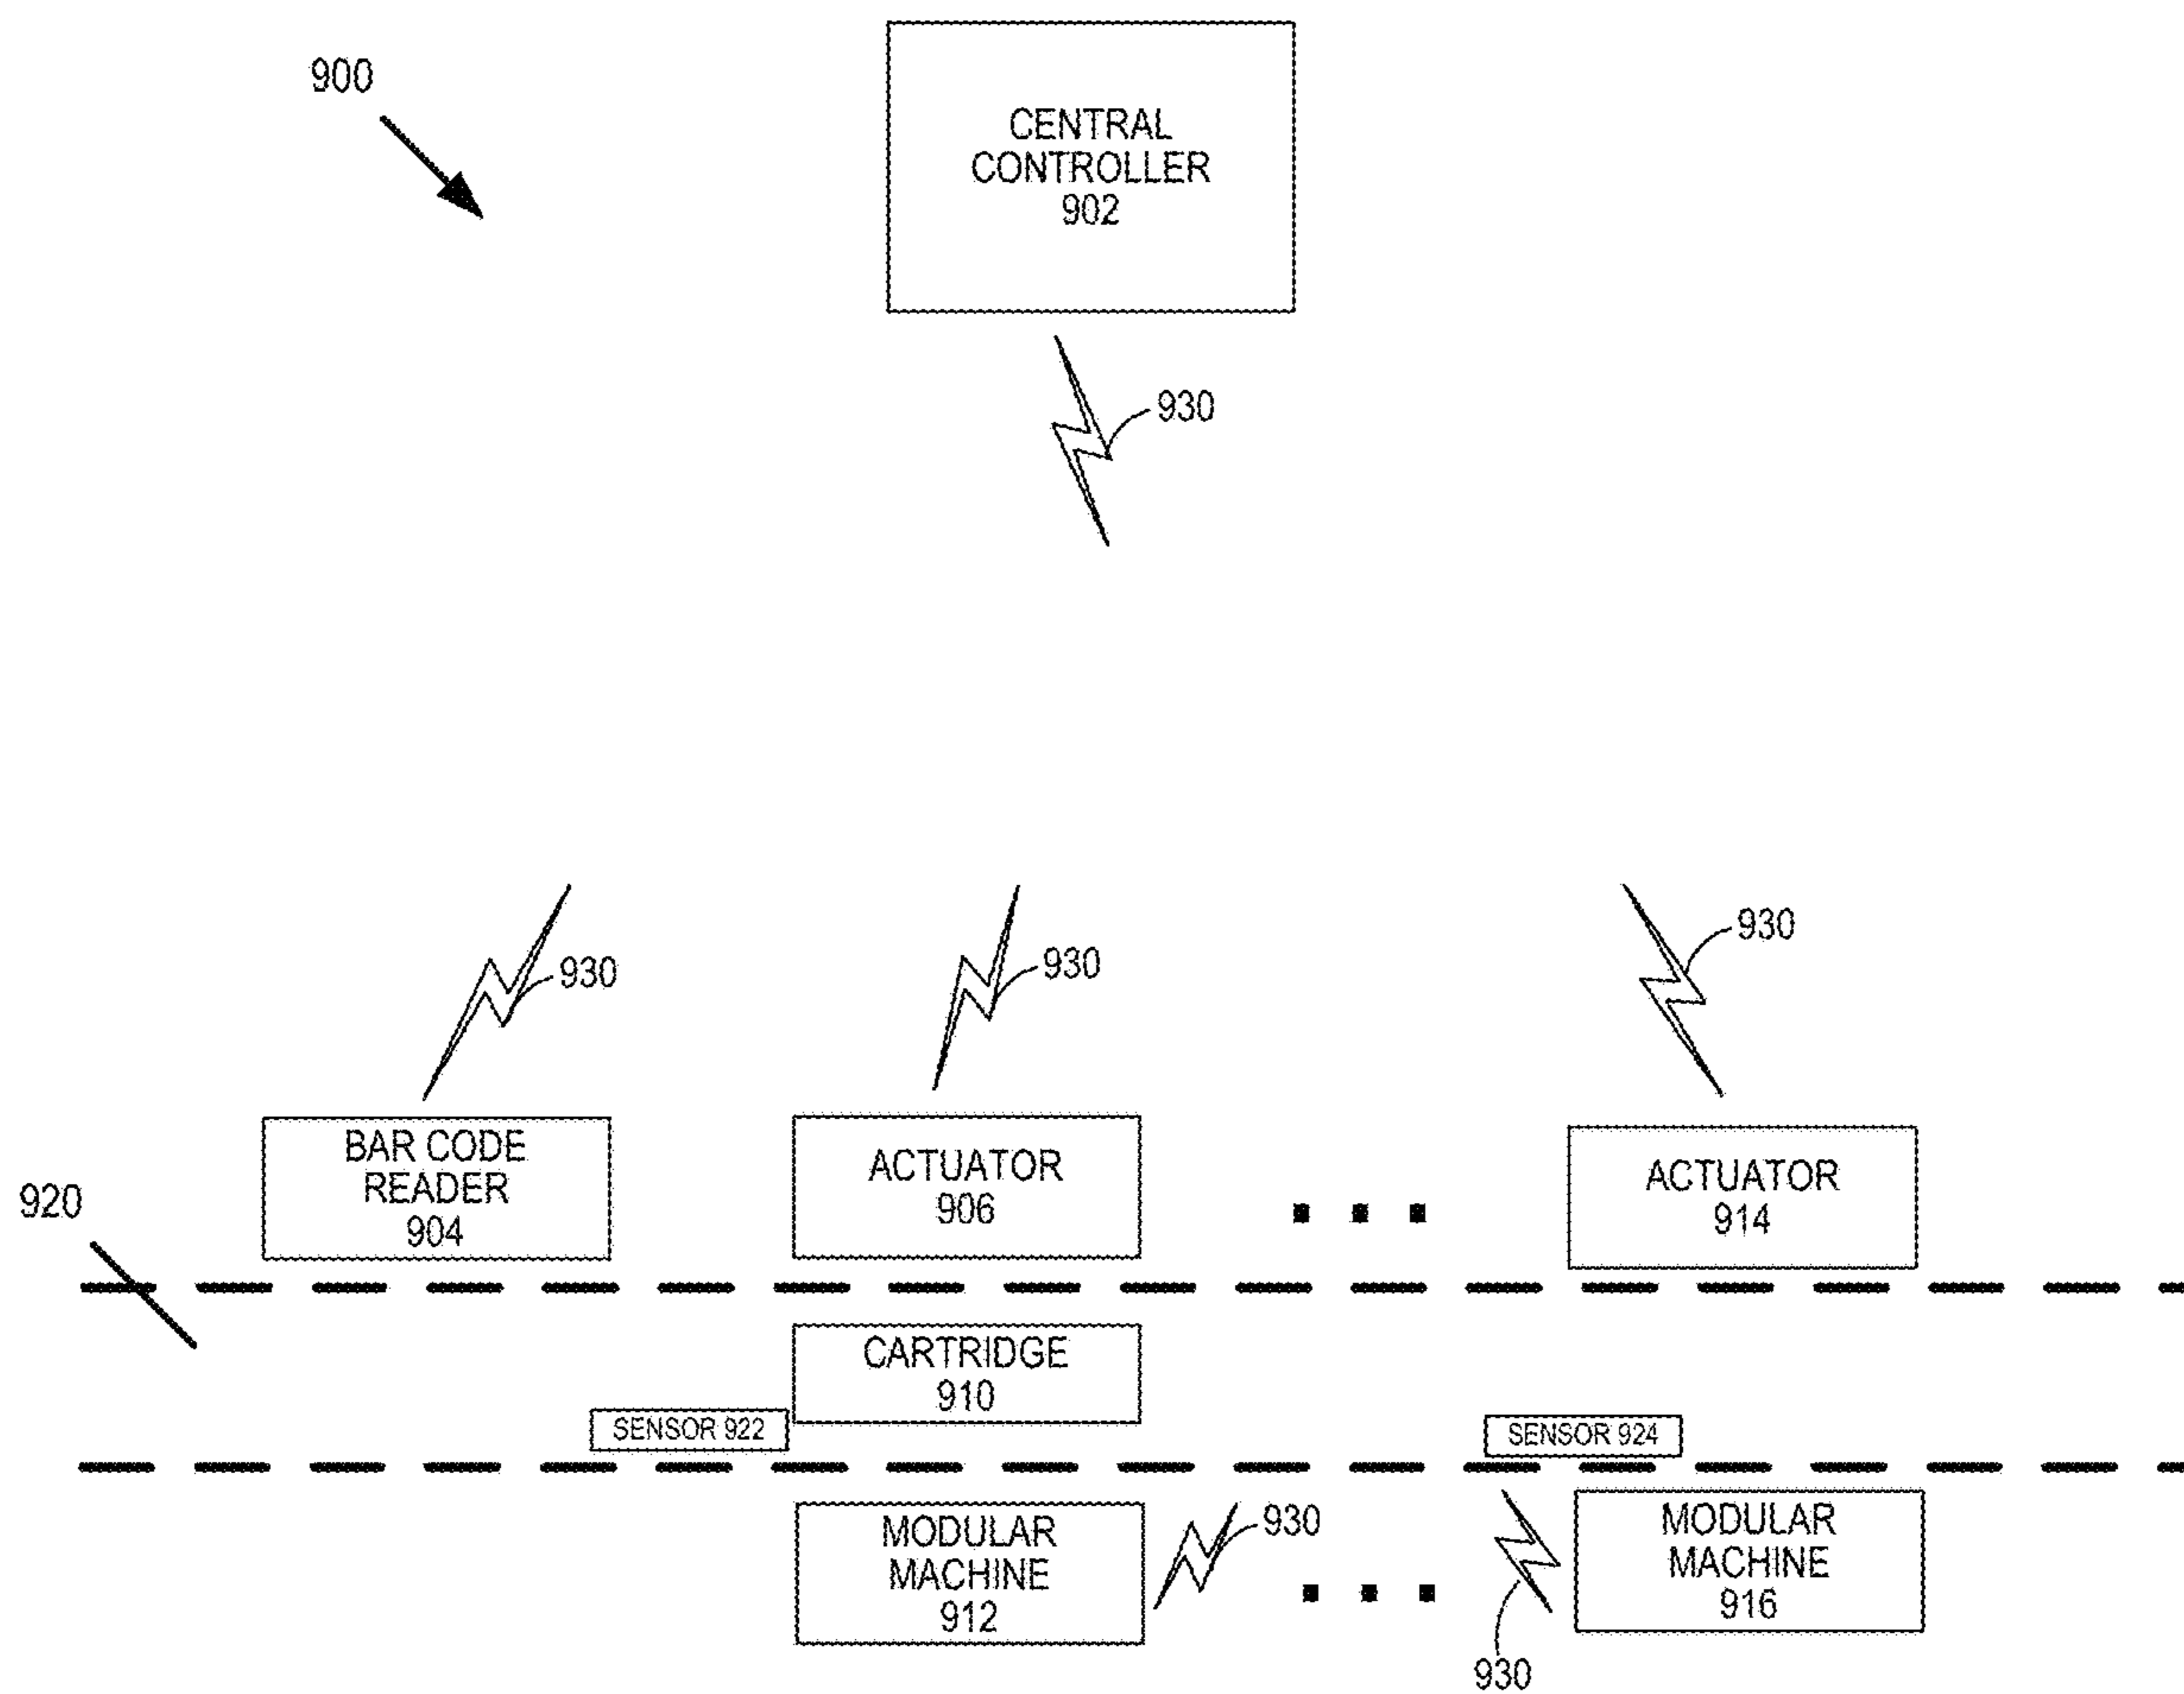 900
CENTRAL
CONTROLLER
902
930
930
930
930
BAR CODE
READER
904
ACTUATOR
906
ACTUATOR
914
920
CARTRIDGE
910
SENSOR 922
SENSOR 924
MODULAR
MACHINE
912
930
MODULAR
MACHINE
916
930